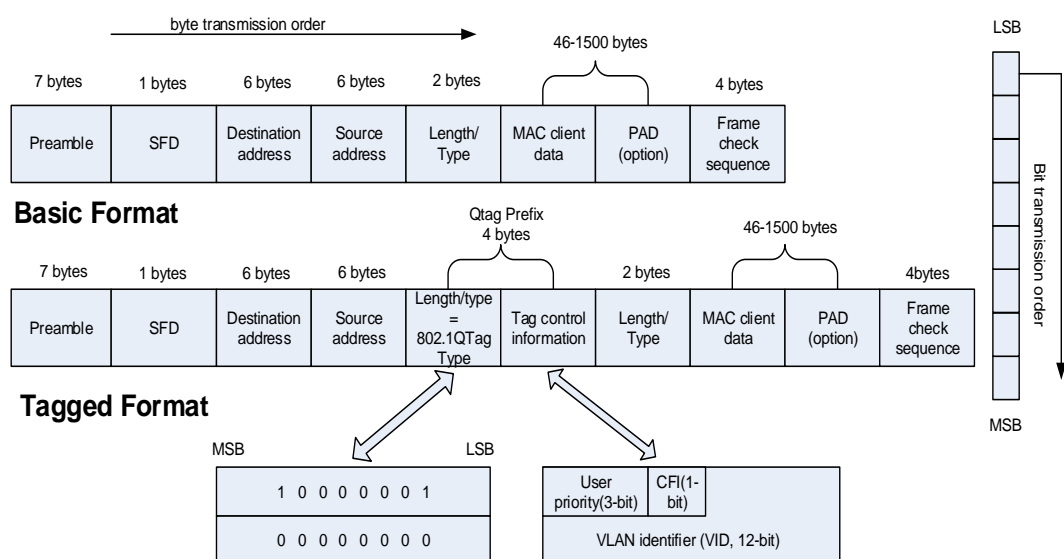 byte transmission order
46-1500 bytes
LSB
7 bytes
1 bytes
6 bytes
6 bytes
2 bytes
4 bytes
Preamble
SFD
Destination
address
Source
address
Length/
Type
MAC client
data
PAD
(option)
Frame
check
sequence
Bit transmission order
Basic Format
Qtag Prefix
4 bytes
46-1500 bytes
7 bytes
1 bytes
6 bytes
6 bytes
2 bytes
4bytes
Preamble
SFD
Destination
address
Source
address
Length/type
=
802.1QTag
Type
Tag control
information
Length/
Type
MAC client
data
PAD
(option)
Frame
check
sequence
Tagged Format
MSB
MSB
LSB
1 0 0 0 0 0 0 1
0 0 0 0 0 0 0 0
User
priority(3-bit)
CFI(1-
bit)
VLAN identifier (VID, 12-bit)